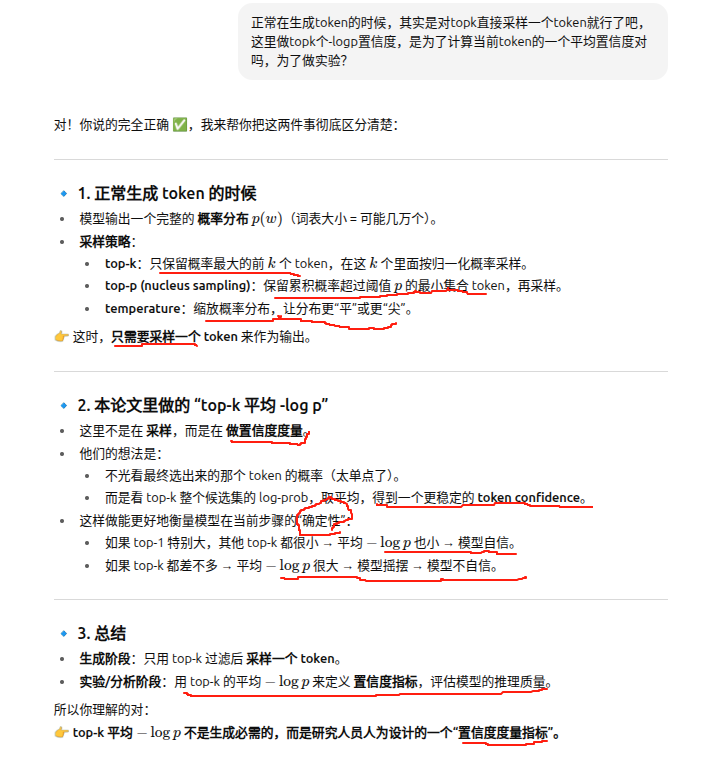 正常在生成token的时候，其实是对topk直接采样一个token就行了吧，
这里做topk个-logp置信度，是为了计算当前token的一个平均置信度对
吗，为了做实验？
对！你说的完全正确 ✅，我来帮你把这两件事彻底区分清楚：
🔹 1. 正常生成 token 的时候
• 模型输出一个完整的 概率分布 p(w)（词表大小 = 可能几万个）。
• 采样策略：
• top-k：只保留概率最大的前 k 个 token，在这 k 个里面按归一化概率采样。
• top-p (nucleus sampling)：保留累积概率超过阈值 p 的最小集合 token，再采样。
• temperature：缩放概率分布，让分布更“平”或更“尖”。
👉 这时，只需要采样一个 token 来作为输出。
🔹 2. 本论文里做的 “top-k 平均 -log p”
• 这里不是在 采样，而是在 做置信度度量。
• 他们的想法是：
• 不光看最终选出来的那个 token 的概率（太单点了）。
• 而是看 top-k 整个候选集的 log-prob，取平均，得到一个更稳定的 token confidence。
• 这样做能更好地衡量模型在当前步骤的“确定性”：
• 如果 top-1 特别大，其他 top-k 都很小 → 平均 − log p 也小 → 模型自信。
• 如果 top-k 都差不多 → 平均 − log p 很大 → 模型摇摆 → 模型不自信。
🔹 3. 总结
• 生成阶段：只用 top-k 过滤后 采样一个 token。
• 实验/分析阶段：用 top-k 的平均 − log p 来定义 置信度指标，评估模型的推理质量。
所以你理解的对：
👉 top-k 平均 − log p 不是生成必需的，而是研究人员人为设计的一个“置信度度量指标”。